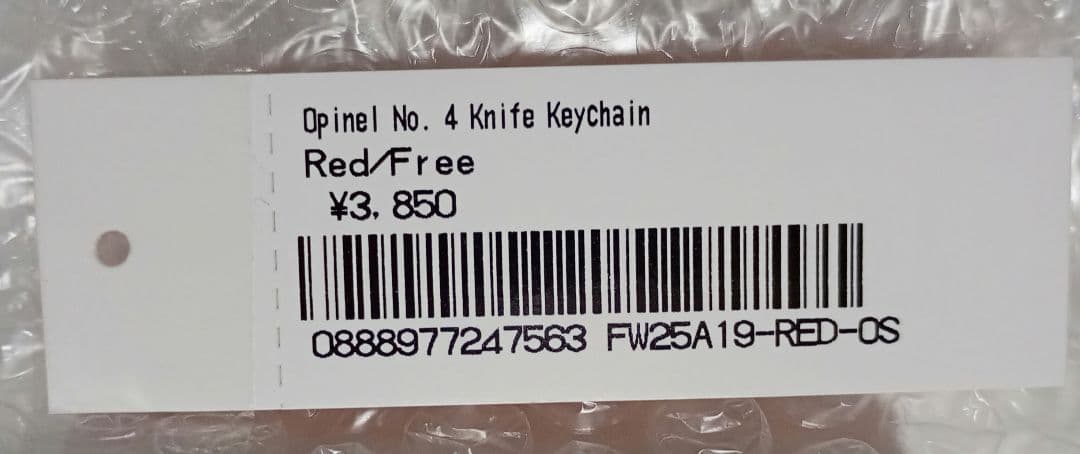 Opinel No. 4 Knife Keychain
Red/Free
¥3,850
0888977247563 FW25A19-RED-OS